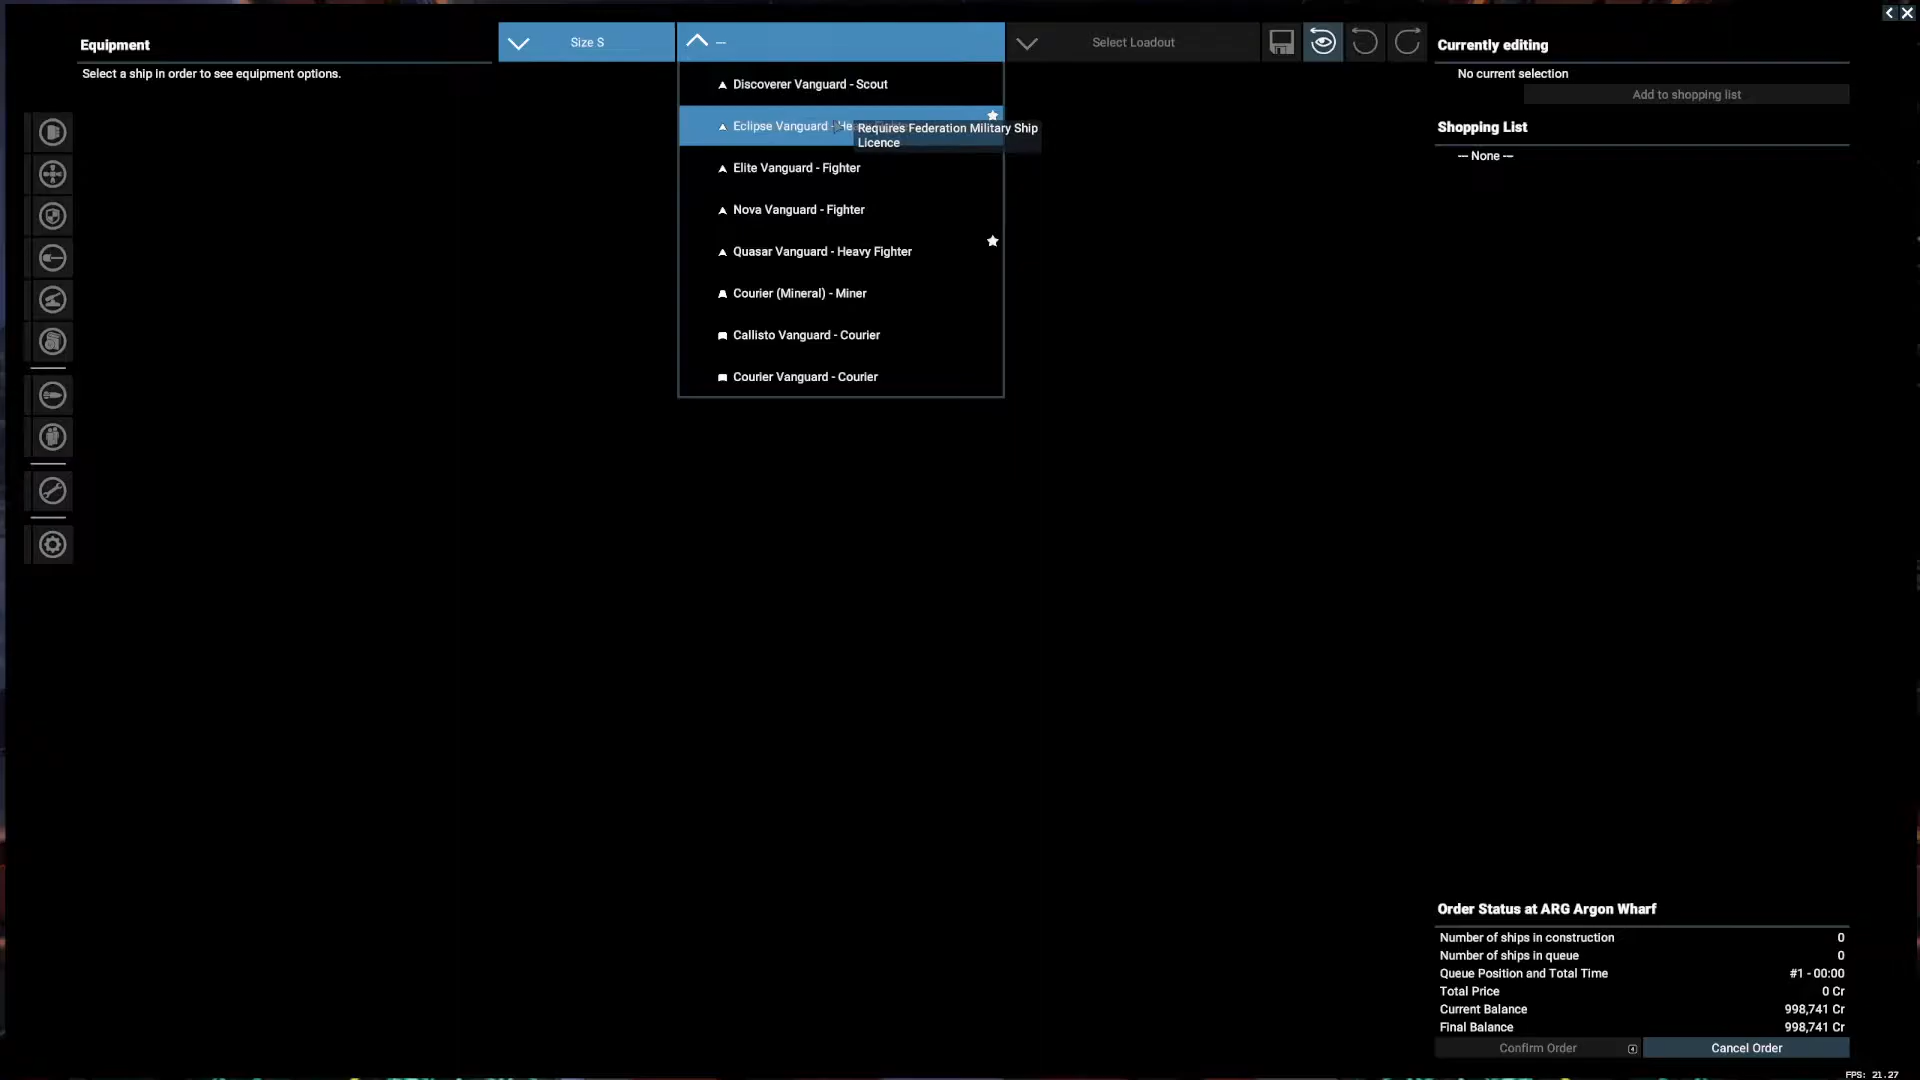 Equipment
Select a ship in order to see equipment options.
Size S
—
Select Loadout
Discoverer Vanguard - Scout
Eclipse Vanguard - Hea
Requires Federation Military Ship
Licence
Elite Vanguard - Fighter
Nova Vanguard - Fighter
Quasar Vanguard - Heavy Fighter
Courier (Mineral) - Miner
Callisto Vanguard - Courier
Courier Vanguard - Courier
Currently editing
No current selection
Add to shopping list
Shopping List
--- None ---
Order Status at ARG Argon Wharf
Number of ships in construction 0
Number of ships in queue 0
Queue Position and Total Time #1 - 00:00
Total Price 0 Cr
Current Balance 998,741 Cr
Final Balance 998,741 Cr
Confirm Order
Cancel Order
FPS: 21.27